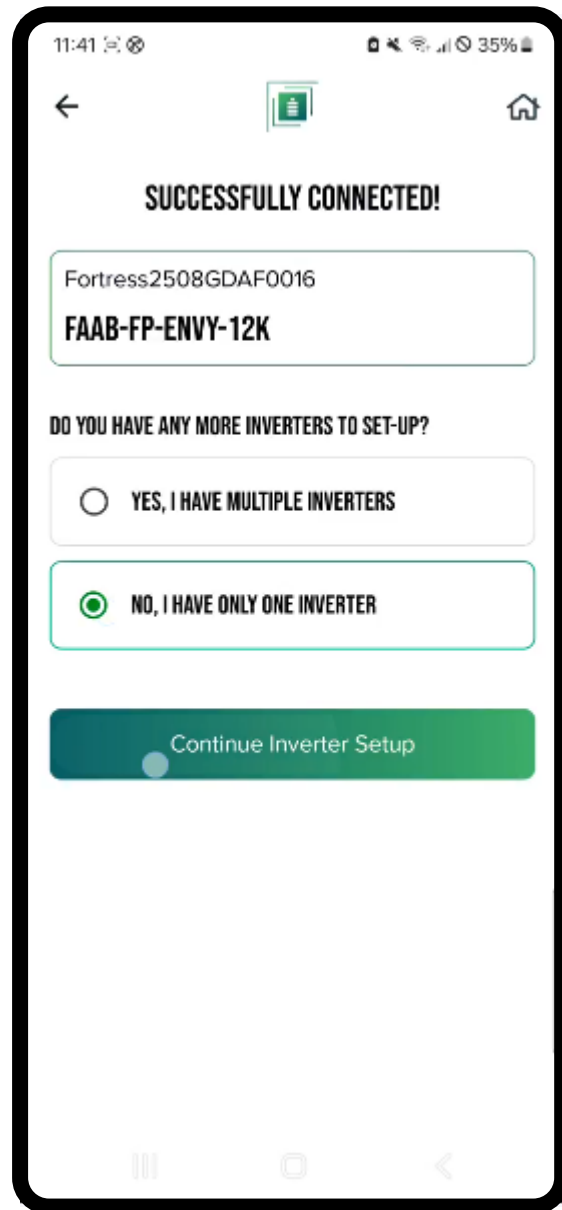 11:41
35%
SUCCESSFULLY CONNECTED!
Fortress2508GDAF0016
FAAB-FP-ENVY-12K
DO YOU HAVE ANY MORE INVERTERS TO SET-UP?
YES, I HAVE MULTIPLE INVERTERS
NO, I HAVE ONLY ONE INVERTER
Continue Inverter Setup